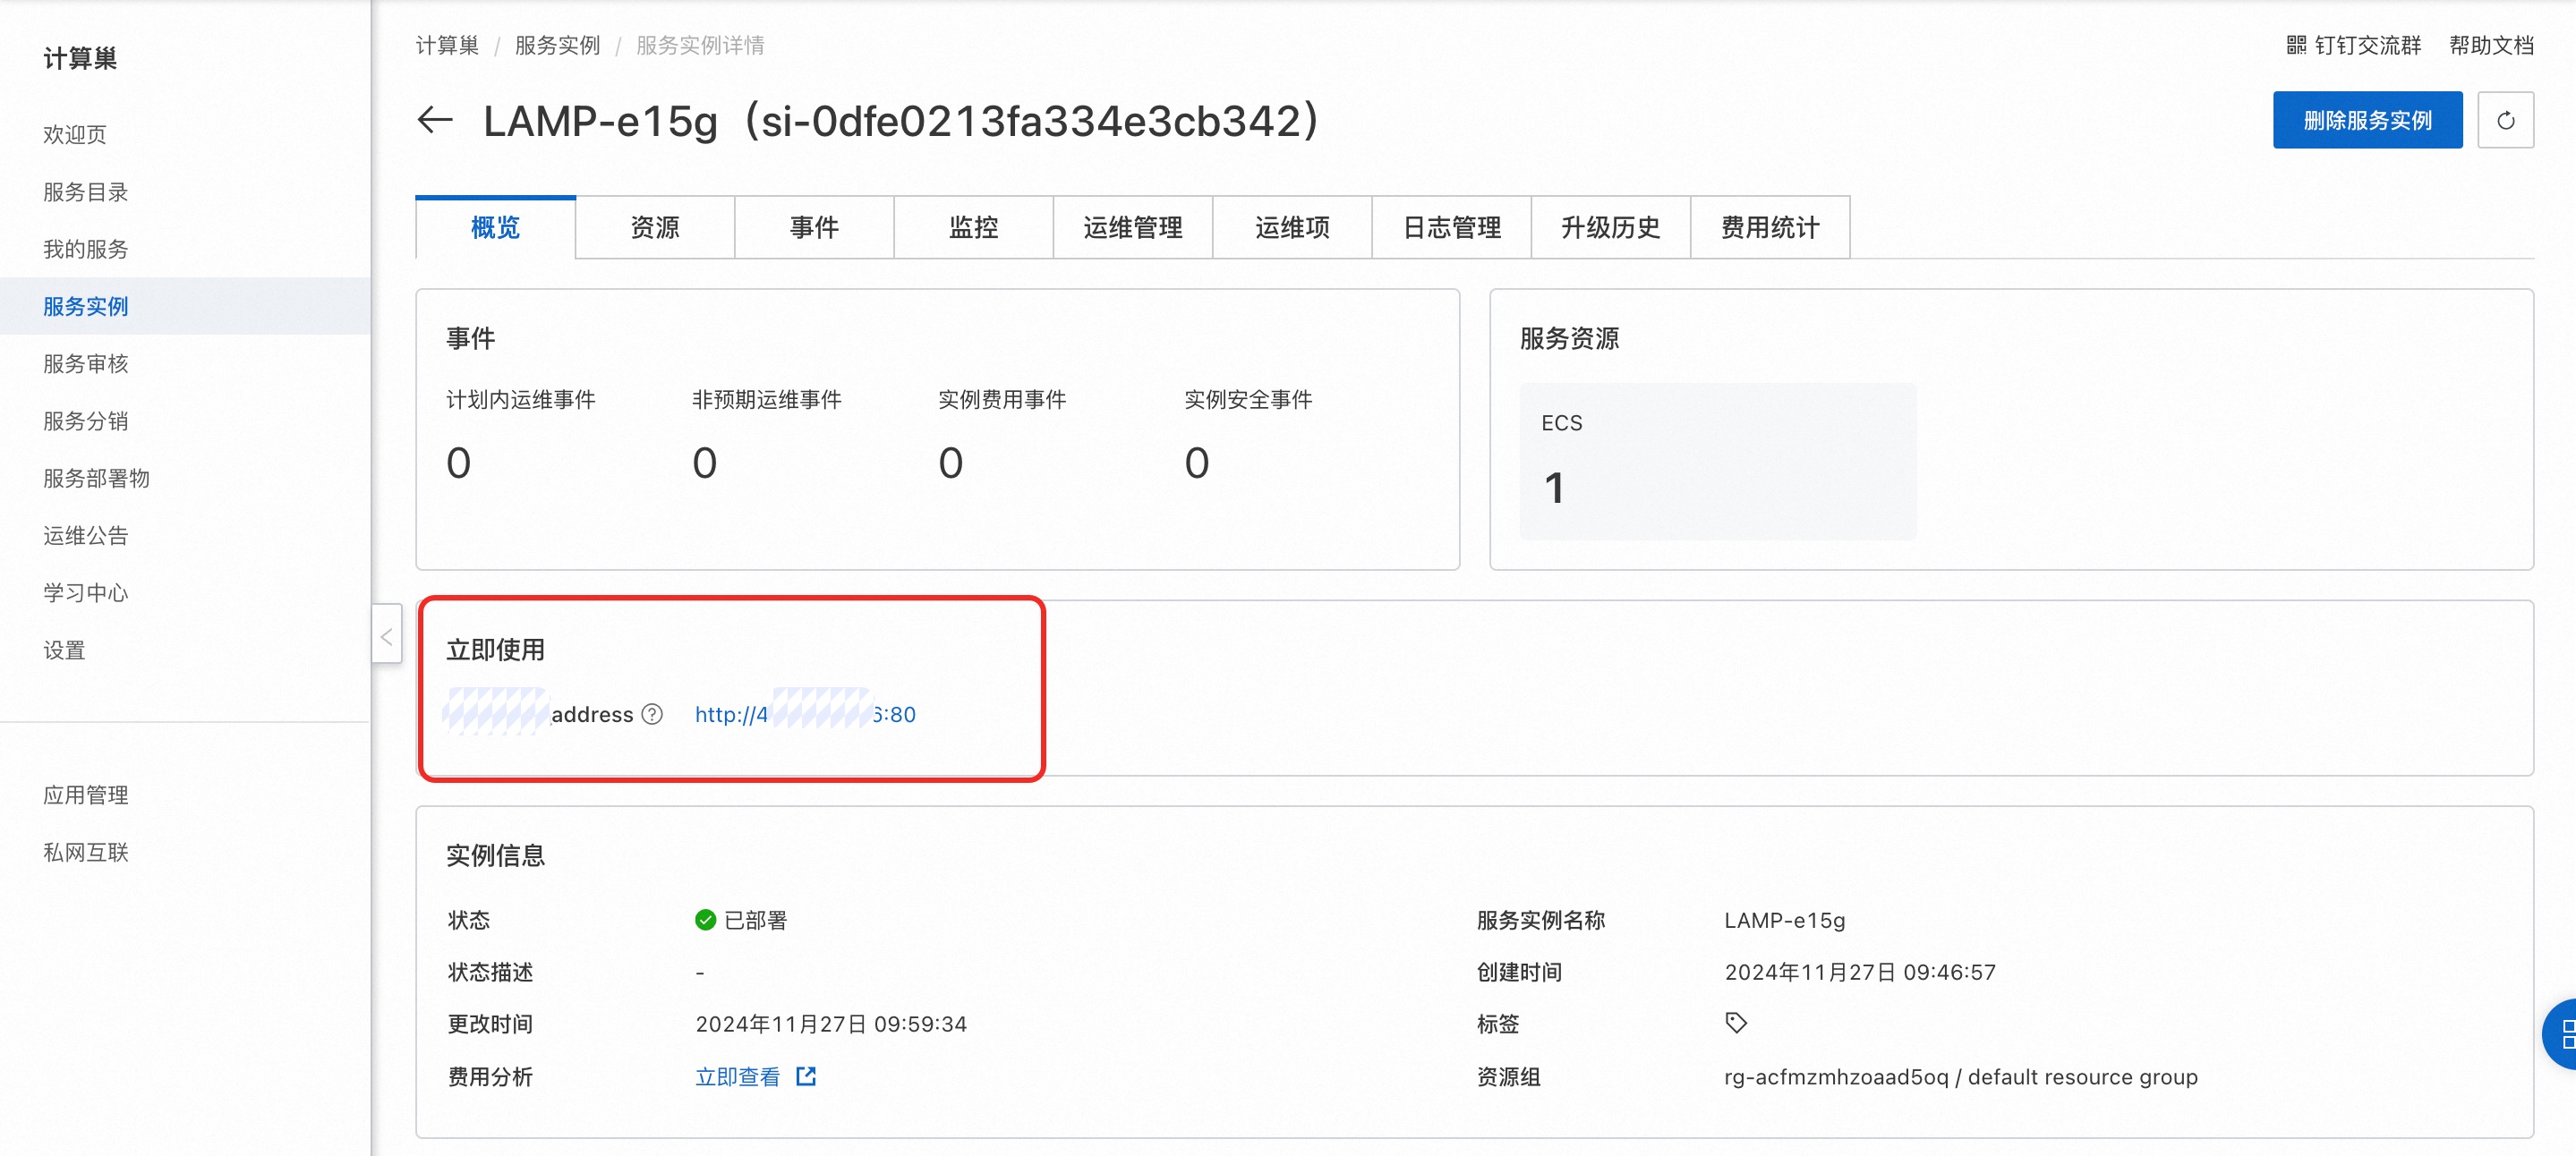 计算巢
欢迎页
服务目录
我的服务
服务实例
服务审核
服务分销
服务部署物
运维公告
学习中心
设置
应用管理
私网互联
计算巢 / 服务实例 / 服务实例详情
钉钉交流群 帮助文档
LAMP-e15g（si-0dfe0213fa334e3cb342）
删除服务实例
概览 资源 事件 监控 运维管理 运维项 日志管理 升级历史 费用统计
事件
计划内运维事件 非预期运维事件 实例费用事件 实例安全事件
0 0 0 0
服务资源
ECS
1
立即使用
address http://4 :80
实例信息
状态 已部署 服务实例名称 LAMP-e15g
状态描述 - 创建时间 2024年11月27日 09:46:57
更改时间 2024年11月27日 09:59:34 标签
费用分析 立即查看 资源组 rg-acfmzmhzoaad5oq / default resource group